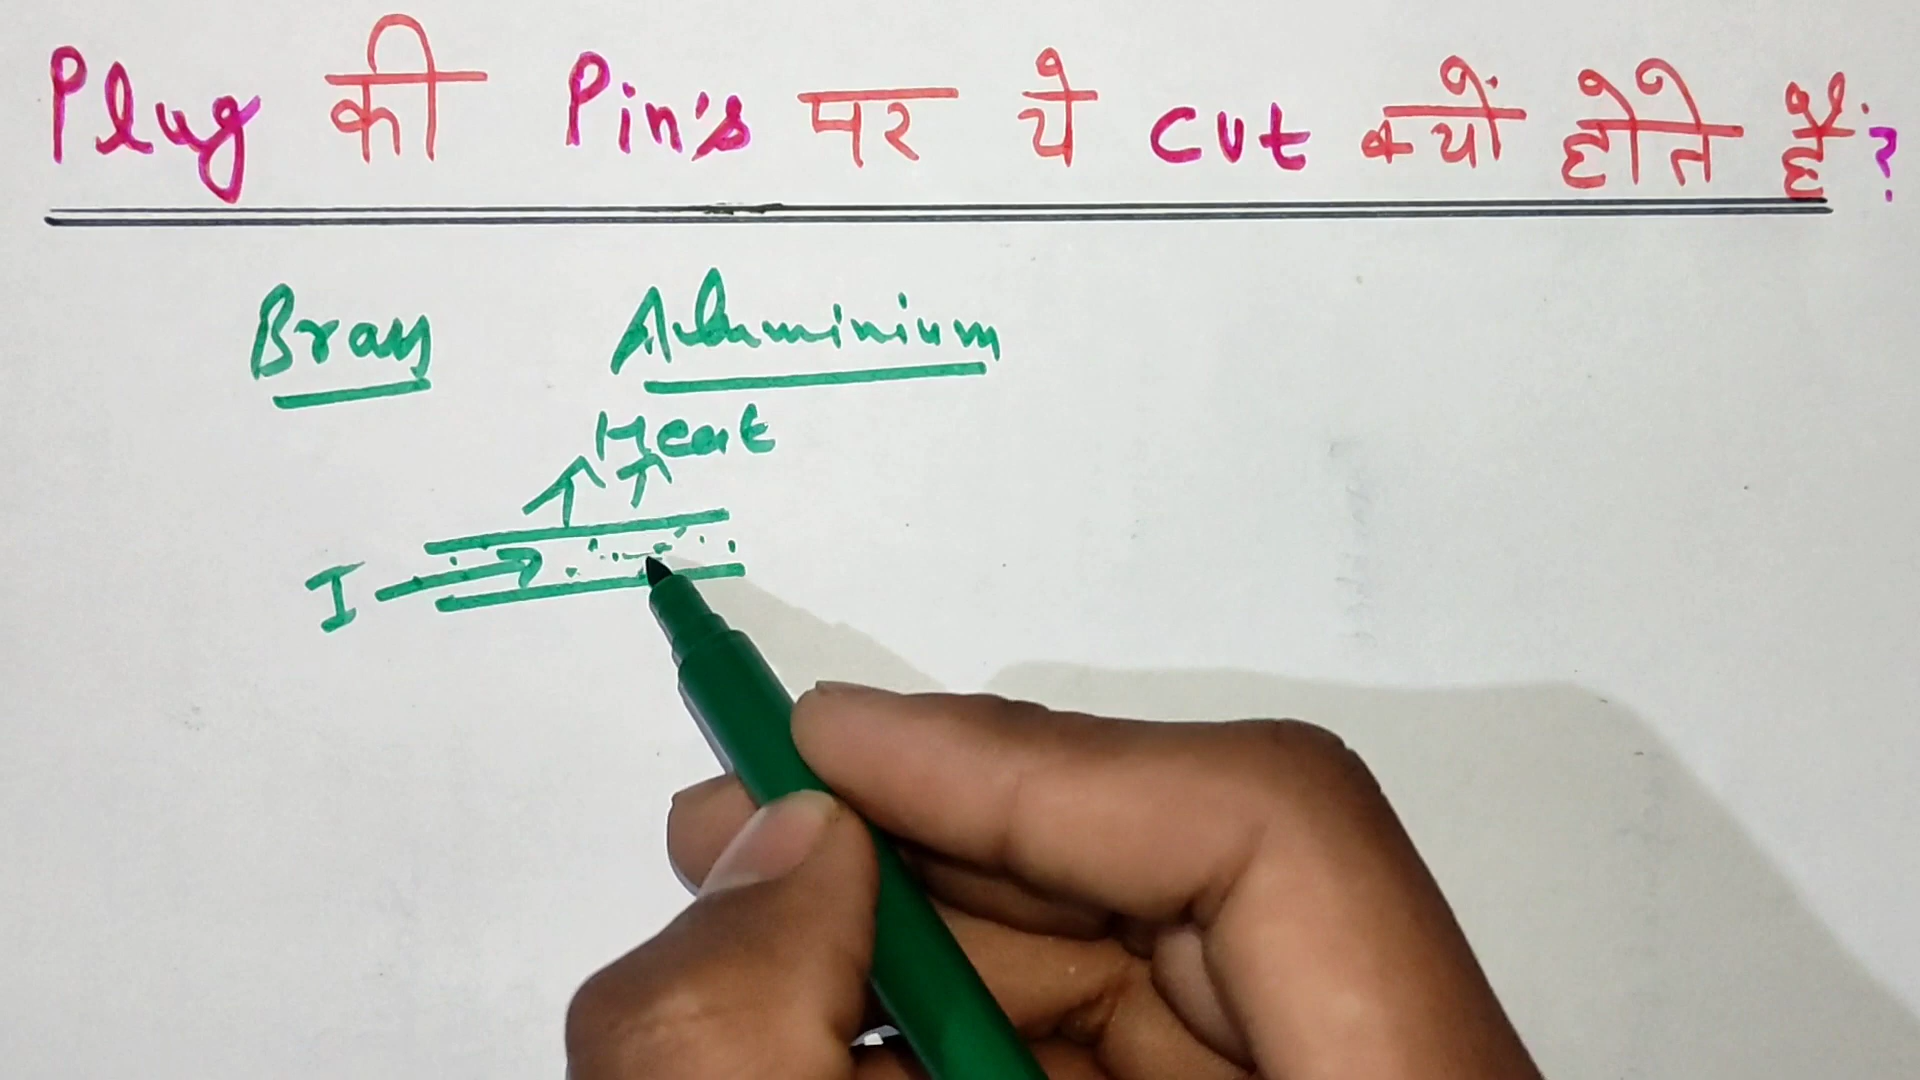 Plug की Pin's पर ये cut क्यों होते हैं?
Brass Aluminium
Heat
I